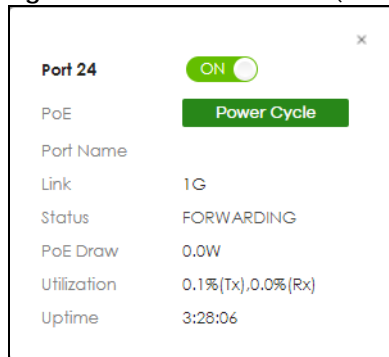 Port 24 ON
PoE Power Cycle
Port Name
Link 1G
Status FORWARDING
PoE Draw 0.0W
Utilization 0.1%(Tx),0.0%(Rx)
Uptime 3:28:06